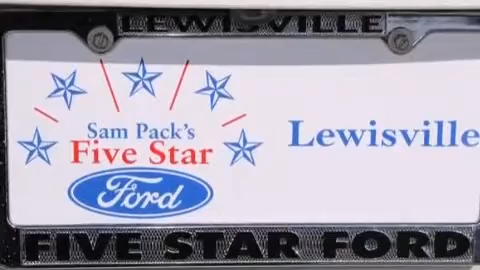 LEWISVILLE
Sam Pack's
Five Star
Ford
Lewisville
FIVE STAR FORD